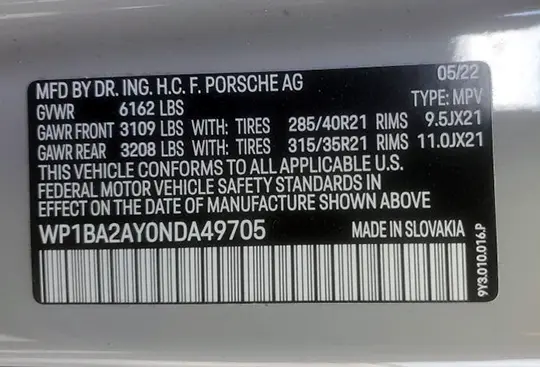 MFD BY DR. ING. H.C. F. PORSCHE AG 05/22
GVWR 6162 LBS TYPE: MPV
GAWR FRONT 3109 LBS WITH: TIRES 285/40R21 RIMS 9.5JX21
GAWR REAR 3208 LBS WITH: TIRES 315/35R21 RIMS 11.0JX21
THIS VEHICLE CONFORMS TO ALL APPLICABLE U.S.
FEDERAL MOTOR VEHICLE SAFETY STANDARDS IN
EFFECT ON THE DATE OF MANUFACTURE SHOWN ABOVE
WP1BA2AY0NDA49705 MADE IN SLOVAKIA
9Y3.010.016.P